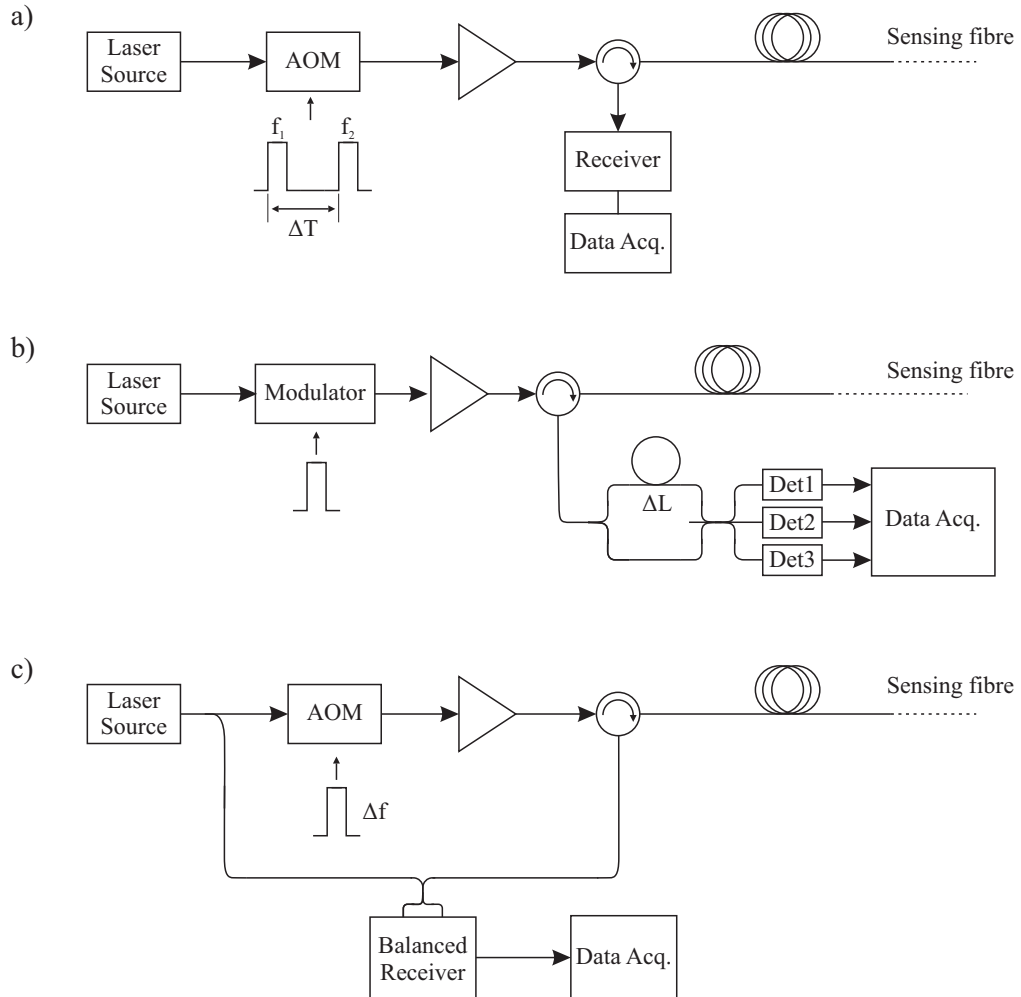 a)
Laser
Source
AOM
Sensing fibre
f₁
f₂
ΔT
Receiver
Data Acq.
b)
Laser
Source
Modulator
Sensing fibre
ΔL
Det1
Det2
Det3
Data Acq.
c)
Laser
Source
AOM
Sensing fibre
Δf
Balanced
Receiver
Data Acq.